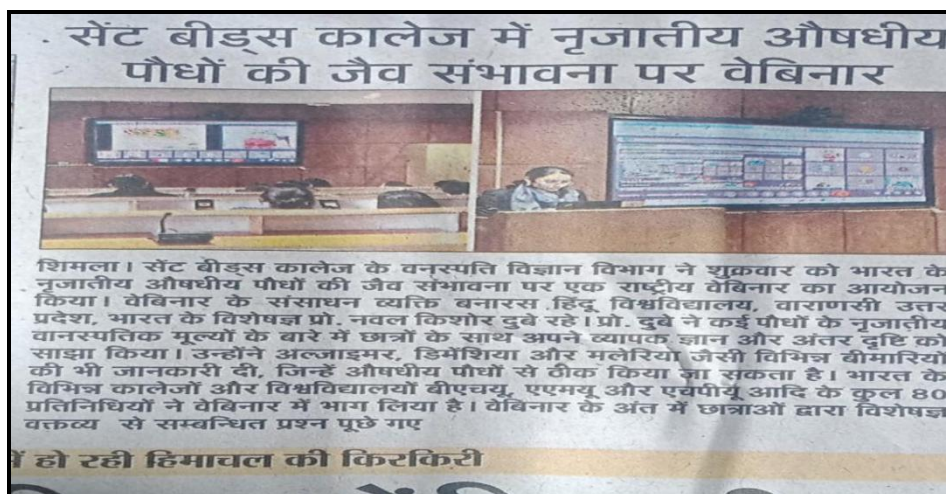 सेंट बीड्स कालेज में नृजातीय औषधीय
पौधों की जैव संभावना पर वेबिनार
शिमला। सेंट बीड्स कालेज के वनस्पति विज्ञान विभाग ने शुक्रवार को भारत के
नृजातीय औषधीय पौधों की जैव संभावना पर एक राष्ट्रीय वेबिनार का आयोजन
किया। वेबिनार के संसाधन व्यक्ति बनारस हिंदू विश्वविद्यालय, वाराणसी उत्तर
प्रदेश, भारत के विशेषज्ञ प्रो. नवल किशोर दुबे रहे। प्रो. दुबे ने कई पौधों के नृजातीय
वानस्पतिक मूल्यों के बारे में छात्रों के साथ अपने व्यापक ज्ञान और अंतर दृष्टि को
साझा किया। उन्होंने अल्जाइमर, डिमेंशिया और मलेरिया जैसी विभिन्न बीमारियों
की भी जानकारी दी, जिन्हें औषधीय पौधों से ठीक किया जा सकता है। भारत के
विभिन्न कालेजों और विश्वविद्यालयों बीएचयू, एएमयू और एचपीयू आदि के कुल 80
प्रतिनिधियों ने वेबिनार में भाग लिया है। वेबिनार के अंत में छात्राओं द्वारा विशेषज्ञ
वक्तव्य से सम्बन्धित प्रश्न पूछे गए
हो रही हिमाचल की किरकिरी